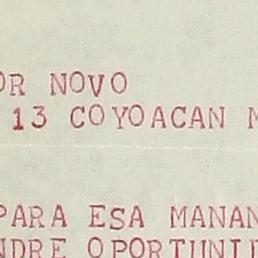 OR NOVO
13 COYOACAN M
PARA ESA MANAN
NDRE OPORTUNID